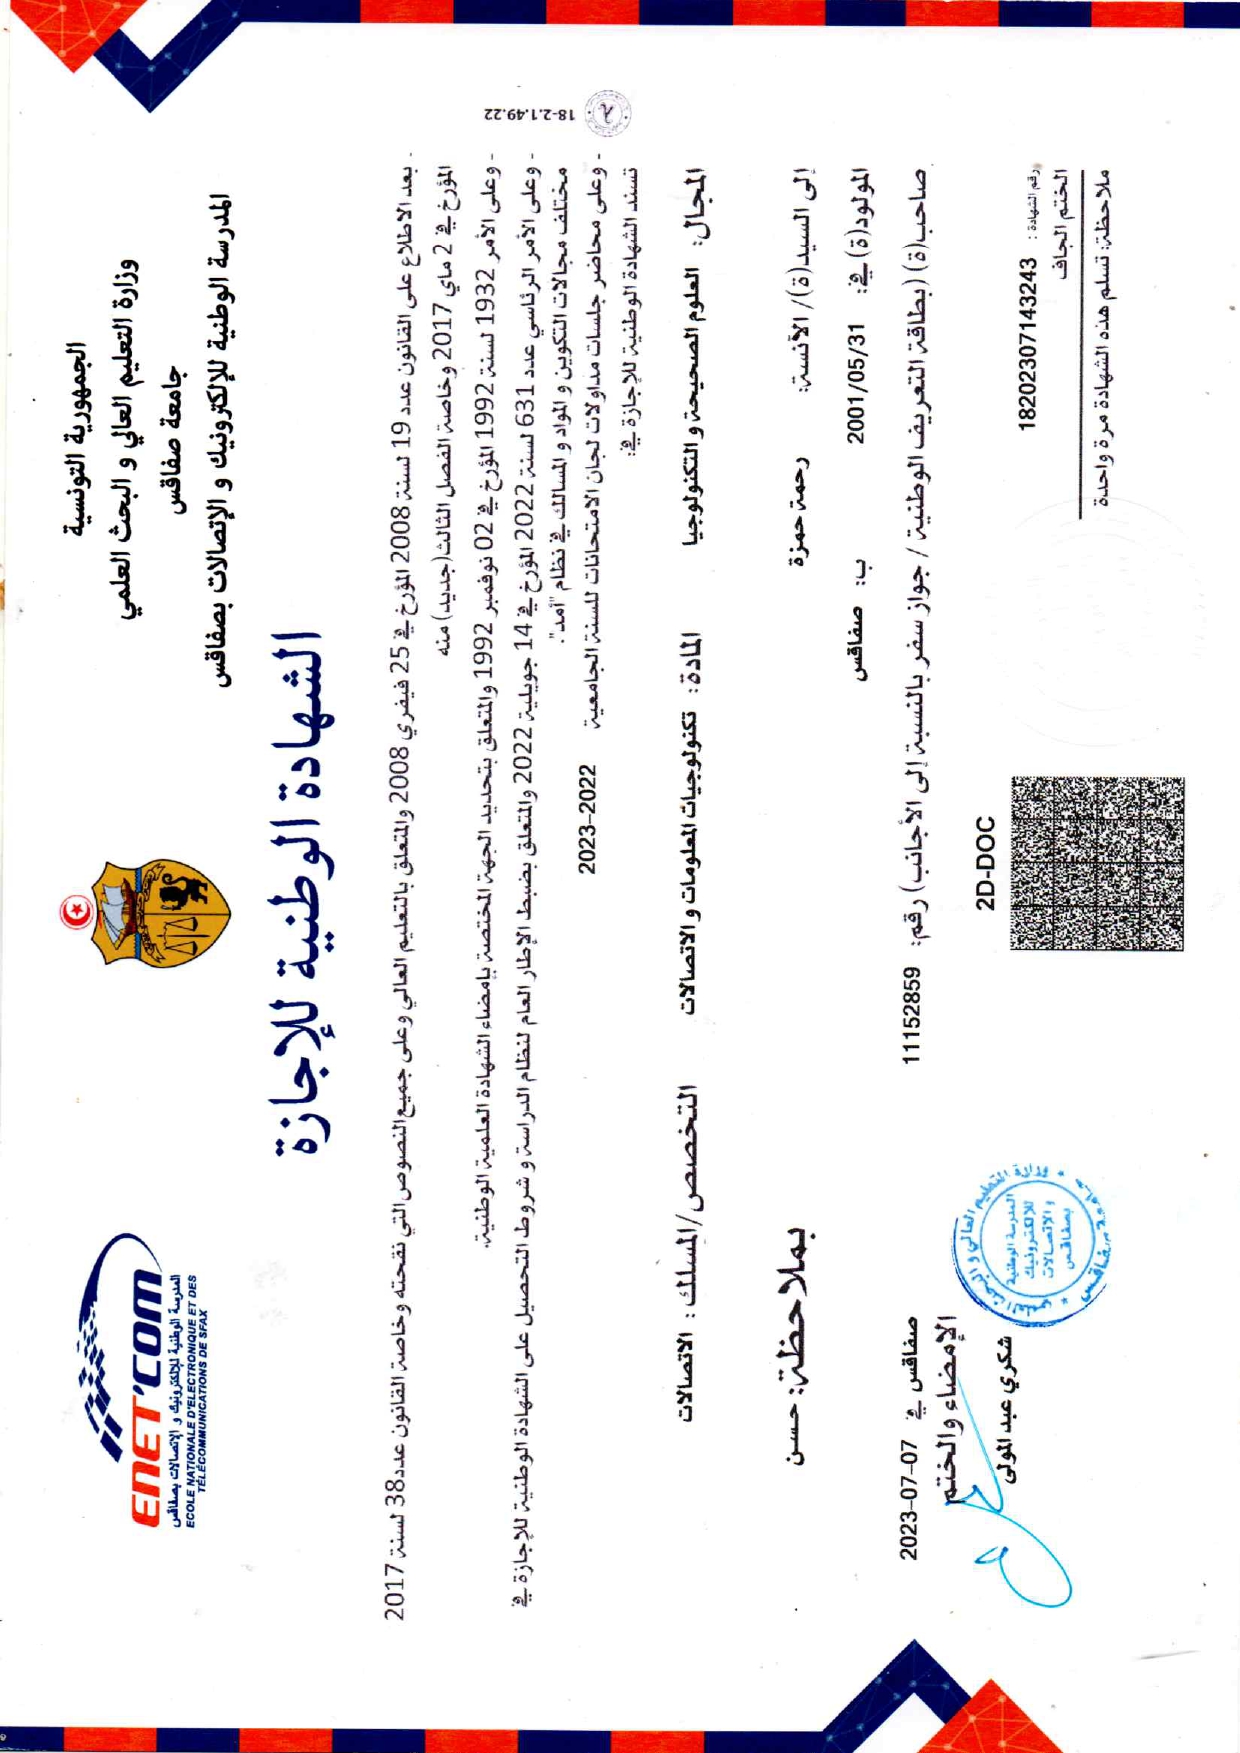 الجمهورية التونسية
وزارة التعليم العالي و البحث العلمي
جامعة صفاقس
المدرسة الوطنية للإلكترونيك و الإتصالات بصفاقس
ENET'COM
المدرسة الوطنية للإلكترونيك و الإتصالات بصفاقس
ECOLE NATIONALE D'ELECTRONIQUE ET DES
TÉLÉCOMMUNICATIONS DE SFAX
الشهادة الوطنية للإجازة
. بعد الاطلاع على القانون عدد 19 لسنة 2008 المؤرخ في 25 فيفري 2008 والمتعلق بالتعليم العالي وعلى جميع النصوص التي نقحته وخاصة القانون عدد38 لسنة 2017
المؤرخ في 2 ماي 2017 وخاصة الفصل الثالث(جديد) منه
- وعلى الأمر 1932 لسنة 1992 المؤرخ في 02 نوفمبر 1992 والمتعلق بتحديد الجهة المختصة بإمضاء الشهادة العلمية الوطنية.
- وعلى الأمر الرئاسي عدد 631 لسنة 2022 المؤرخ في 14 جويلية 2022 والمتعلق بضبط الإطار العام لنظام الدراسة و شروط التحصيل على الشهادة الوطنية للإجازة في
مختلف مجالات التكوين و المواد و المسالك في نظام "أمد".
- وعلى محاضر جلسات مداولات لجان الامتحانات للسنة الجامعية 2022-2023
تسند الشهادة الوطنية للإجازة في:
18-2.1.49.22
المجال: العلوم الصحيحة و التكنولوجيا المادة: تكنولوجيات المعلومات و الاتصالات التخصص/المسلك : الاتصالات
إلى السيد(ة)/ الآنسة: رحمة حمزة بملاحظة: حسن
المولود(ة) في: 2001/05/31 ب: صفاقس
صاحب(ة) (بطاقة التعريف الوطنية / جواز سفر بالنسبة إلى الأجانب) رقم: 11152859
صفاقس في 2023-07-07
الإمضاء والختم
شكري عبد المولى
وزارة التعليم العالي و البحث العلمي
المدرسة الوطنية
للإلكترونيك
و الإتصالات
بصفاقس
جامعة صفاقس
2D-DOC
رقم الشهادة : 18202307143243
الختم الجاف
ملاحظة: تسلم هذه الشهادة مرة واحدة